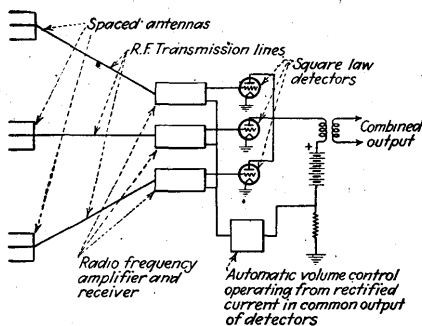 Spaced antennas
R.F. Transmission lines
Square law
detectors
Combined
output
+
Radio frequency
amplifier and
receiver
Automatic volume control
operating from rectified
current in common output
of detectors